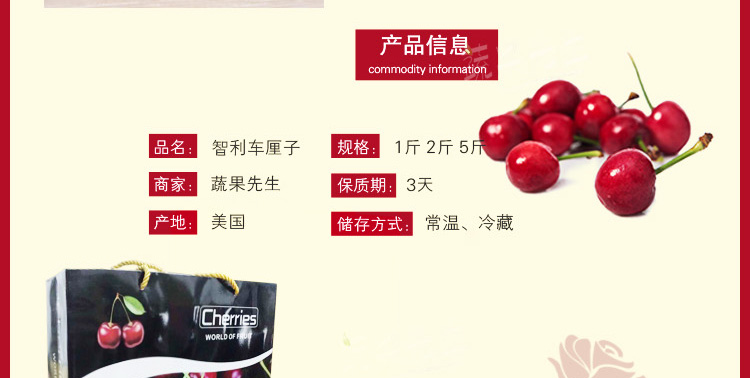 产品信息
commodity information
品名： 智利车厘子 规格： 1斤 2斤 5斤
商家： 蔬果先生 保质期： 3天
产地： 美国 储存方式： 常温、冷藏
Cherries
WORLD OF FRUIT